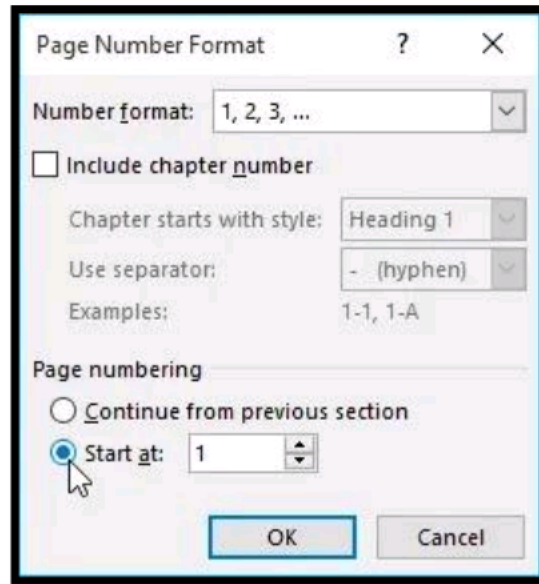 Page Number Format ?
Number format: 1, 2, 3, ...
Include chapter number
Chapter starts with style: Heading 1
Use separator: - (hyphen)
Examples: 1-1, 1-A
Page numbering
Continue from previous section
Start at: 1
OK Cancel